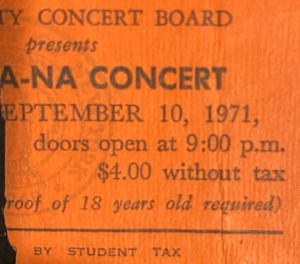 TY CONCERT BOARD
presents
A-NA CONCERT
EPTEMBER 10, 1971,
doors open at 9:00 p.m.
$4.00 without tax
roof of 18 years old required)
BY STUDENT TAX